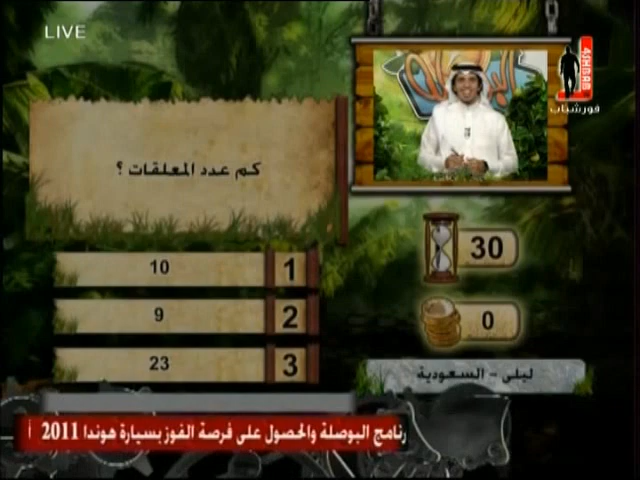 LIVE
4SHBAB
فورشباب
كم عدد المعلقات ؟
10 1
9 2
23 3
30
0
ليلى - السعودية
رنامج البوصلة والحصول على فرصة الفوز بسيارة هوندا 2011 أ